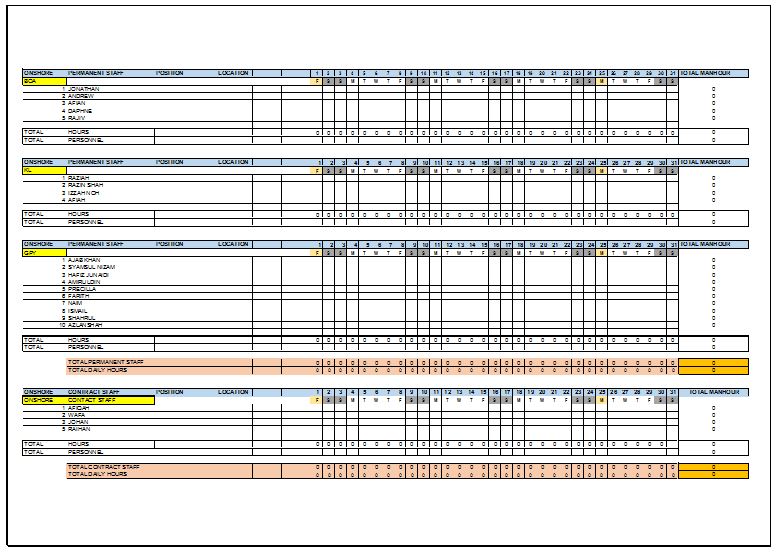 ONSHORE PERMANENT STAFF POSITION LOCATION 1 2 3 4 5 6 7 8 9 10 11 12 13 14 15 16 17 18 19 20 21 22 23 24 25 26 27 28 29 30 31 TOTAL MANHOUR
F S S M T W T F S S M T W T F S S M T W T F S S M T W T F S S 0
1 JONATHAN 0
2 ANDREW 0
3 AFIAN 0
4 DAPHNE 0
5 RAJIV 0
TOTAL HOURS 0 0 0 0 0 0 0 0 0 0 0 0 0 0 0 0 0 0 0 0 0 0 0 0 0 0 0 0 0 0 0 0
TOTAL PERSONNEL 0
ONSHORE PERMANENT STAFF POSITION LOCATION 1 2 3 4 5 6 7 8 9 10 11 12 13 14 15 16 17 18 19 20 21 22 23 24 25 26 27 28 29 30 31 TOTAL MANHOUR
KL F S S M T W T F S S M T W T F S S M T W T F S S M T W T F S S 0
1 RAZIAH 0
2 RAZIN SHAH 0
3 IZZAH NOH 0
4 AFIAH 0
TOTAL HOURS 0 0 0 0 0 0 0 0 0 0 0 0 0 0 0 0 0 0 0 0 0 0 0 0 0 0 0 0 0 0 0 0
TOTAL PERSONNEL 0
ONSHORE PERMANENT STAFF POSITION LOCATION 1 2 3 4 5 6 7 8 9 10 11 12 13 14 15 16 17 18 19 20 21 22 23 24 25 26 27 28 29 30 31 TOTAL MANHOUR
GPY F S S M T W T F S S M T W T F S S M T W T F S S M T W T F S S 0
1 AJAB KHAN 0
2 SYAMSUL NIZAM 0
3 HAFIZ JUNAIDI 0
4 AMIRUDDIN 0
5 PRECILLA 0
6 FARITH 0
7 NAIM 0
8 ISMAIL 0
9 SHAHRUL 0
10 AZLAN SHAH 0
TOTAL HOURS 0 0 0 0 0 0 0 0 0 0 0 0 0 0 0 0 0 0 0 0 0 0 0 0 0 0 0 0 0 0 0 0
TOTAL PERSONNEL 0
TOTAL PERMANENT STAFF 0 0 0 0 0 0 0 0 0 0 0 0 0 0 0 0 0 0 0 0 0 0 0 0 0 0 0 0 0 0 0 0
TOTAL DAILY HOURS 0 0 0 0 0 0 0 0 0 0 0 0 0 0 0 0 0 0 0 0 0 0 0 0 0 0 0 0 0 0 0 0
ONSHORE CONTRACT STAFF POSITION LOCATION 1 2 3 4 5 6 7 8 9 10 11 12 13 14 15 16 17 18 19 20 21 22 23 24 25 26 27 28 29 30 31 TOTAL MANHOUR
ONSHORE CONTACT STAFF F S S M T W T F S S M T W T F S S M T W T F S S M T W T F S S 0
1 AFIQAH 0
2 WAFA 0
3 JOHAN 0
5 RAIHAN 0
TOTAL HOURS 0 0 0 0 0 0 0 0 0 0 0 0 0 0 0 0 0 0 0 0 0 0 0 0 0 0 0 0 0 0 0
TOTAL PERSONNEL 0
TOTAL CONTRACT STAFF 0 0 0 0 0 0 0 0 0 0 0 0 0 0 0 0 0 0 0 0 0 0 0 0 0 0 0 0 0 0 0 0
TOTAL DAILY HOURS 0 0 0 0 0 0 0 0 0 0 0 0 0 0 0 0 0 0 0 0 0 0 0 0 0 0 0 0 0 0 0 0